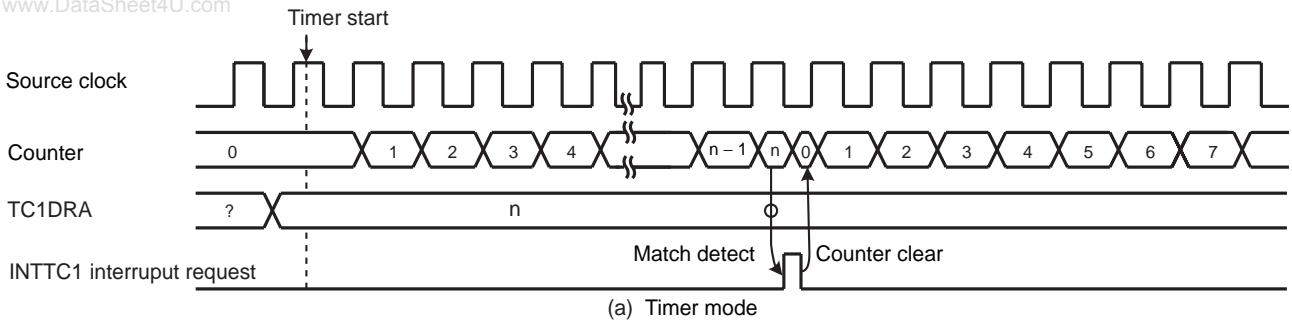 www.DataSheet4U.com
Timer start
Source clock
Counter
0 1 2 3 4 n – 1 n 0 1 2 3 4 5 6 7
TC1DRA
? n
Match detect Counter clear
INTTC1 interruput request
(a) Timer mode